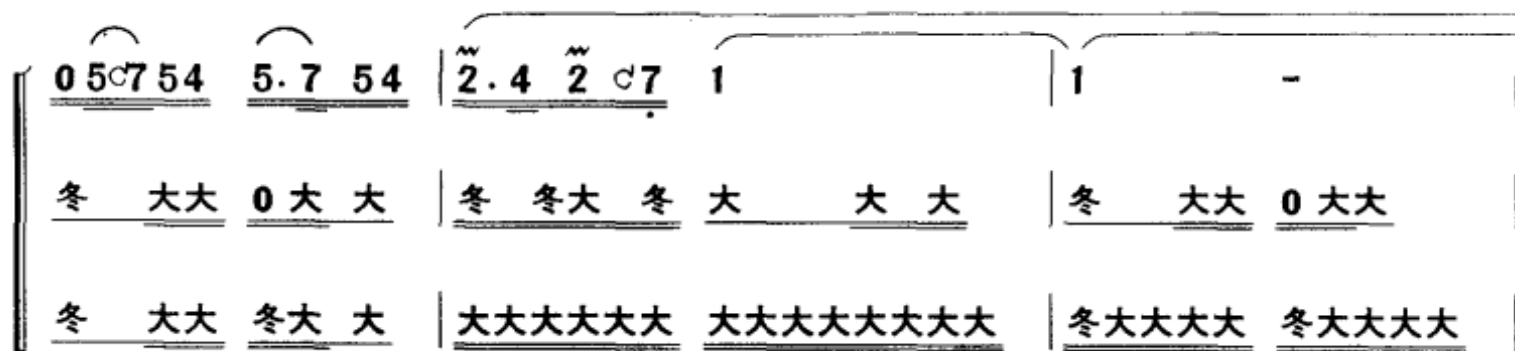 0 5 7 5 4 5. 7 5 4 | 2. 4 2 7 1 | 1 -
冬 大大 0 大 大 | 冬 冬大 冬 大 大 大 | 冬 大大 0 大大
冬 大大 冬大 大 | 大大大大大大 大大大大大大大大 | 冬大大大大 冬大大大大